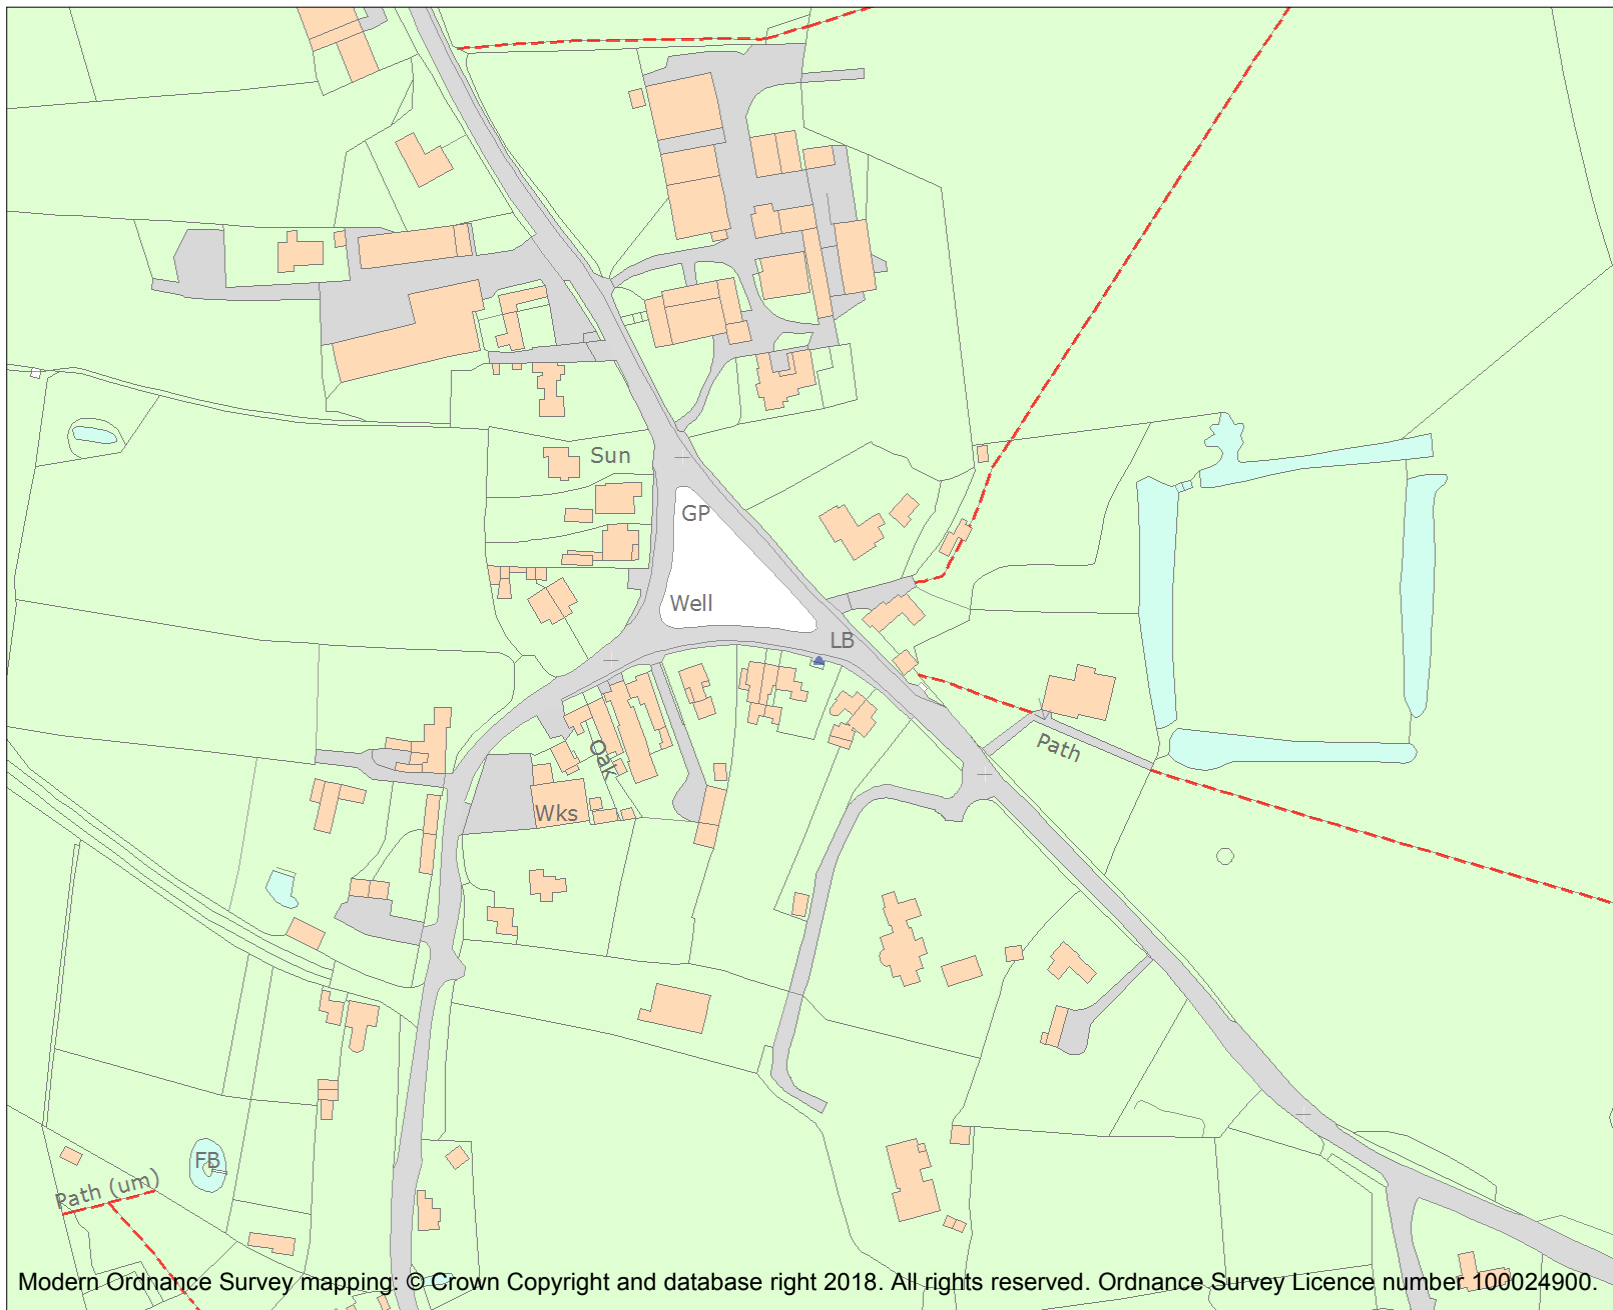 Sun
GP
Well
LB
Path
Oak
Wks
FB
Path (um)
Modern Ordnance Survey mapping: © Crown Copyright and database right 2018. All rights reserved. Ordnance Survey Licence number 100024900.